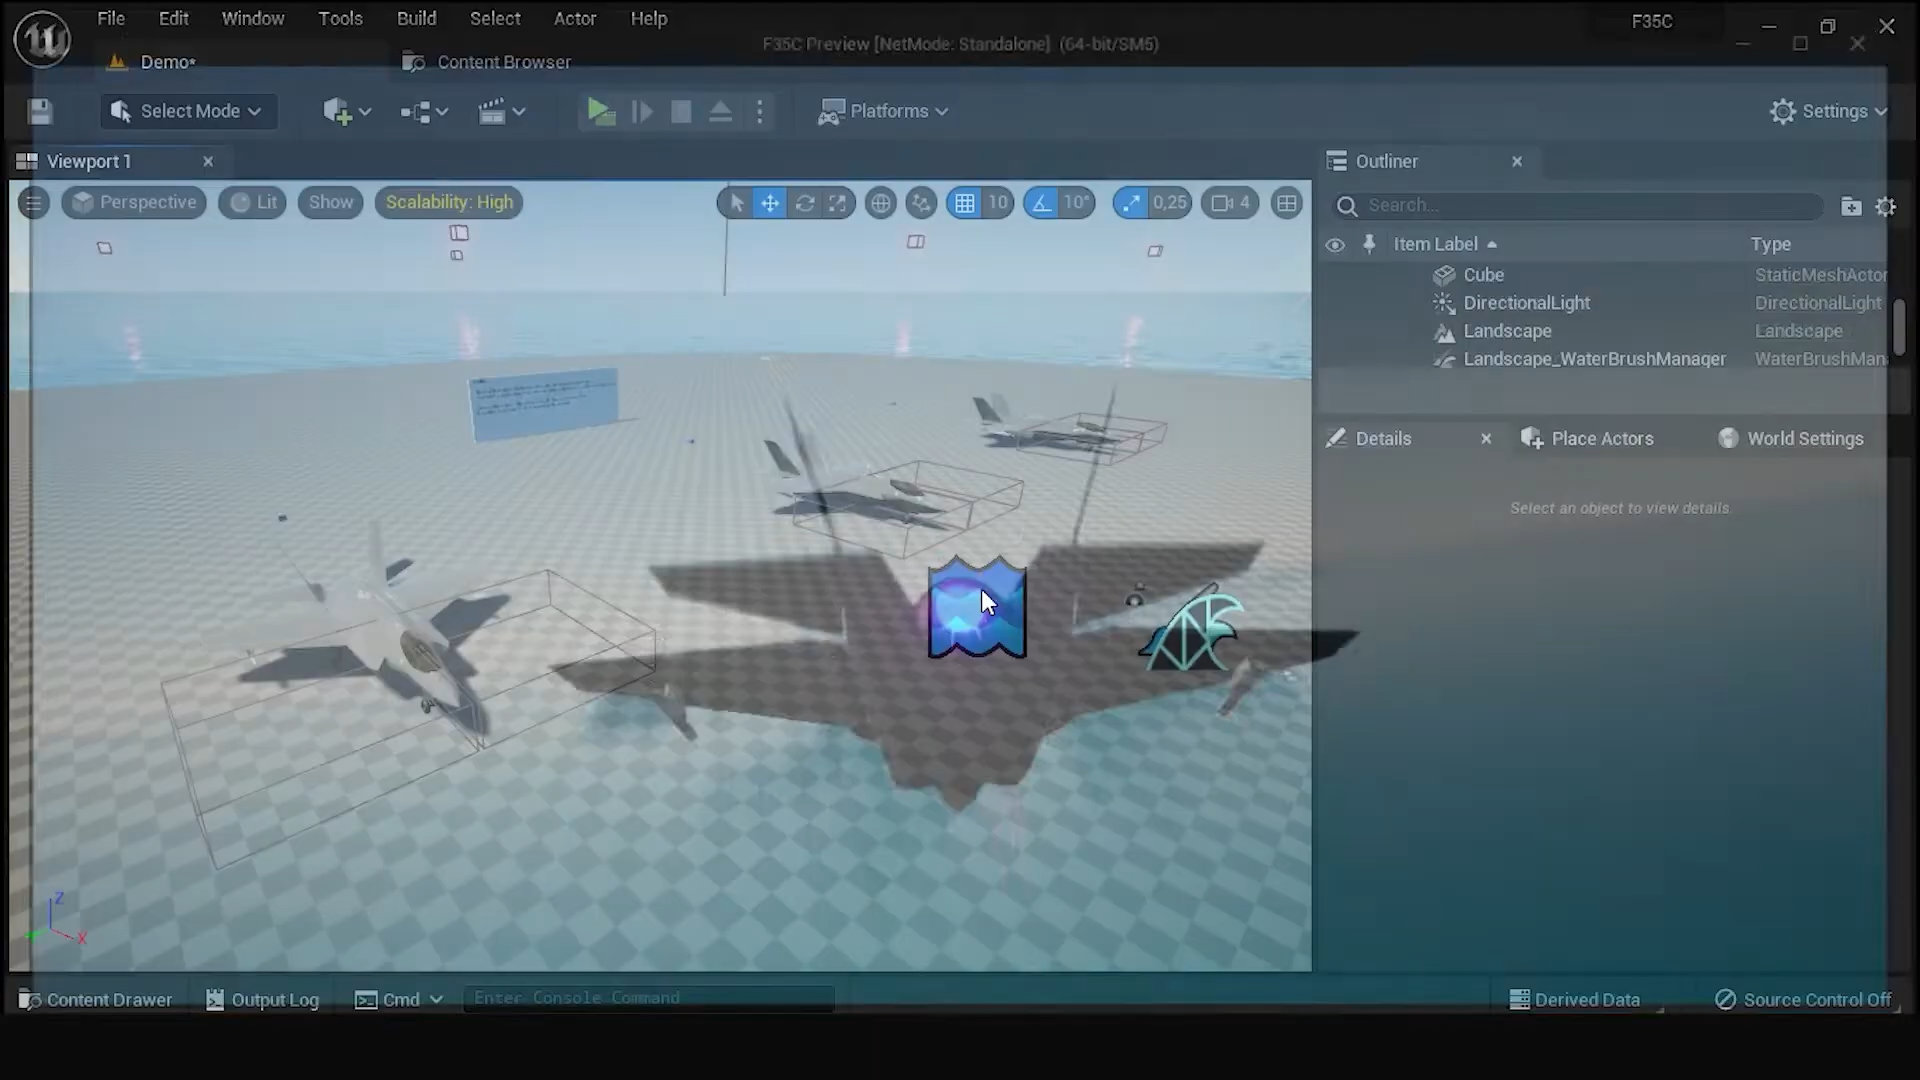 File Edit Window Tools Build Select Actor Help
F35C
F35C Preview [NetMode: Standalone] (64-bit/SM5)
Demo*
Content Browser
Select Mode
Platforms
Settings
Viewport 1
Outliner
Perspective Lit Show Scalability: High
10 10° 0,25 4
Search...
Item Label Type
Cube StaticMeshActor
DirectionalLight DirectionalLight
Landscape Landscape
Landscape_WaterBrushManager WaterBrushMan
Details Place Actors World Settings
Select an object to view details.
Z
X
Content Drawer Output Log Cmd Enter Console Command Derived Data Source Control Off